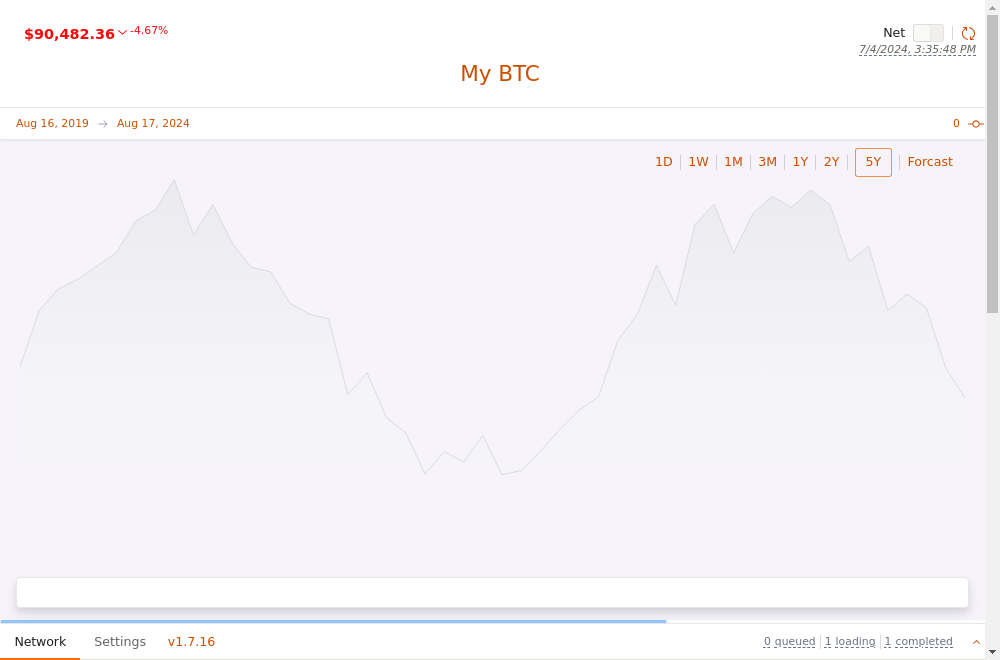 $90,482.36 -4.67%
Net
7/4/2024, 3:35:48 PM
My BTC
Aug 16, 2019 → Aug 17, 2024
0
1D 1W 1M 3M 1Y 2Y 5Y Forcast
Network Settings v1.7.16
0 queued 1 loading 1 completed